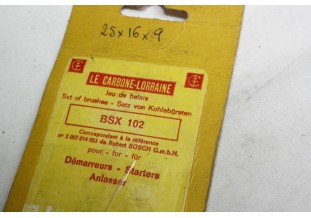 25x16x9
LE CARBONE-LORRAINE
Jeu de balais
Set of brushes - Satz von Kohlebürsten
BSX 102
Correspondant à la référence
de Robert BOSCH G.m.b.H.
pour - for - für
Démarreurs - Starters
Anlasser